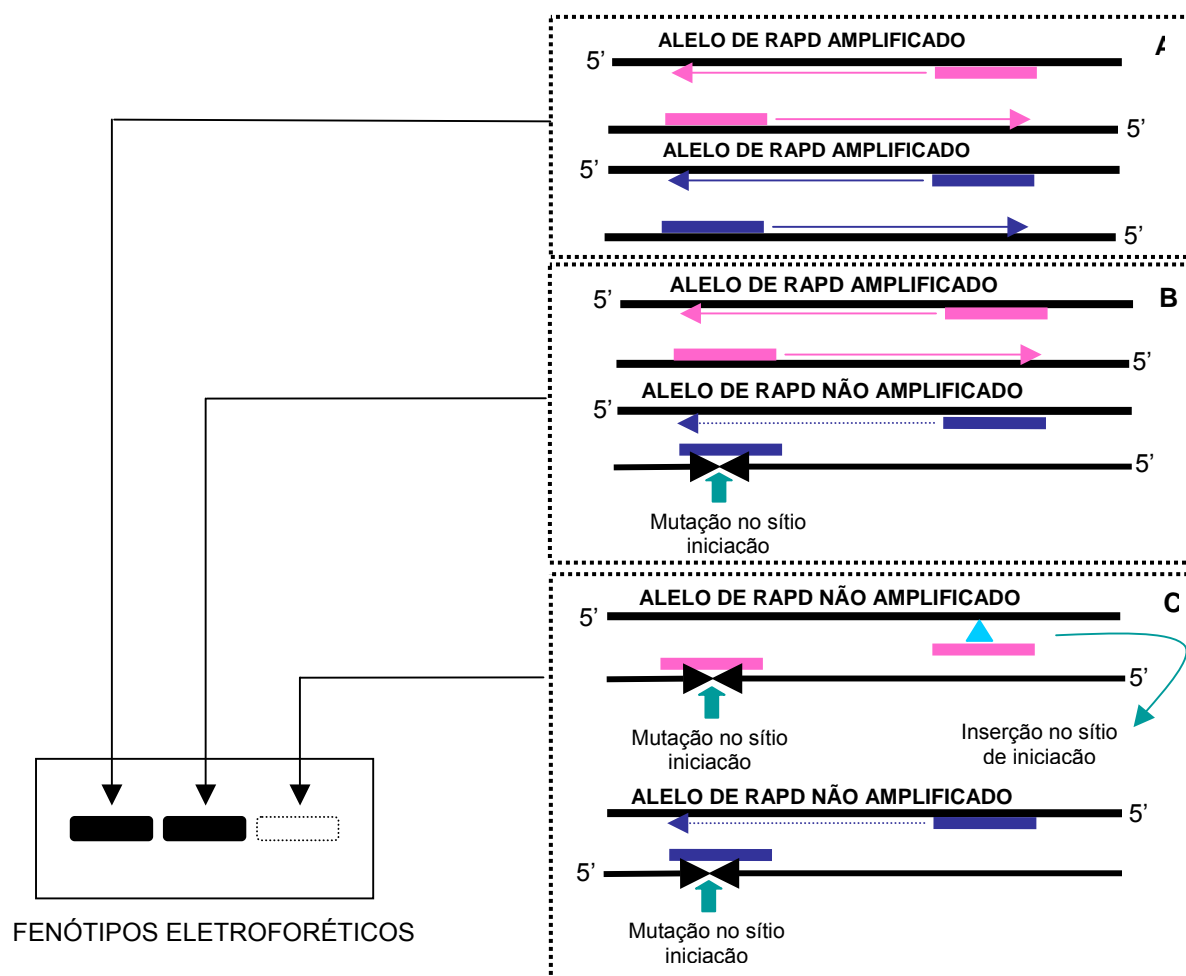 ALELO DE RAPD AMPLIFICADO
A
5’
5’
ALELO DE RAPD AMPLIFICADO
5’
5’
ALELO DE RAPD AMPLIFICADO
B
5’
5’
ALELO DE RAPD NÃO AMPLIFICADO
5’
5’
Mutação no sítio
iniciação
ALELO DE RAPD NÃO AMPLIFICADO
C
5’
5’
Mutação no sítio
iniciação
Inserção no sítio
de iniciação
ALELO DE RAPD NÃO AMPLIFICADO
5’
5’
Mutação no sítio
iniciação
FENÓTIPOS ELETROFORÉTICOS